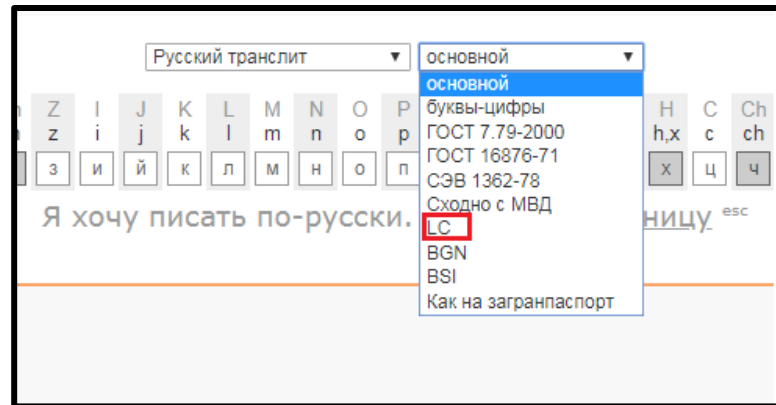 Русский транслит ▼ основной ▼
основной
буквы-цифры
ГОСТ 7.79-2000
ГОСТ 16876-71
СЭВ 1362-78
Сходно с МВД
LC
BGN
BSI
Как на загранпаспорт
Z I J K L M N O P H C Ch
z i j k l m n o p h,x c ch
з и й к л м н о п х ц ч
Я хочу писать по-русски. ницу esc